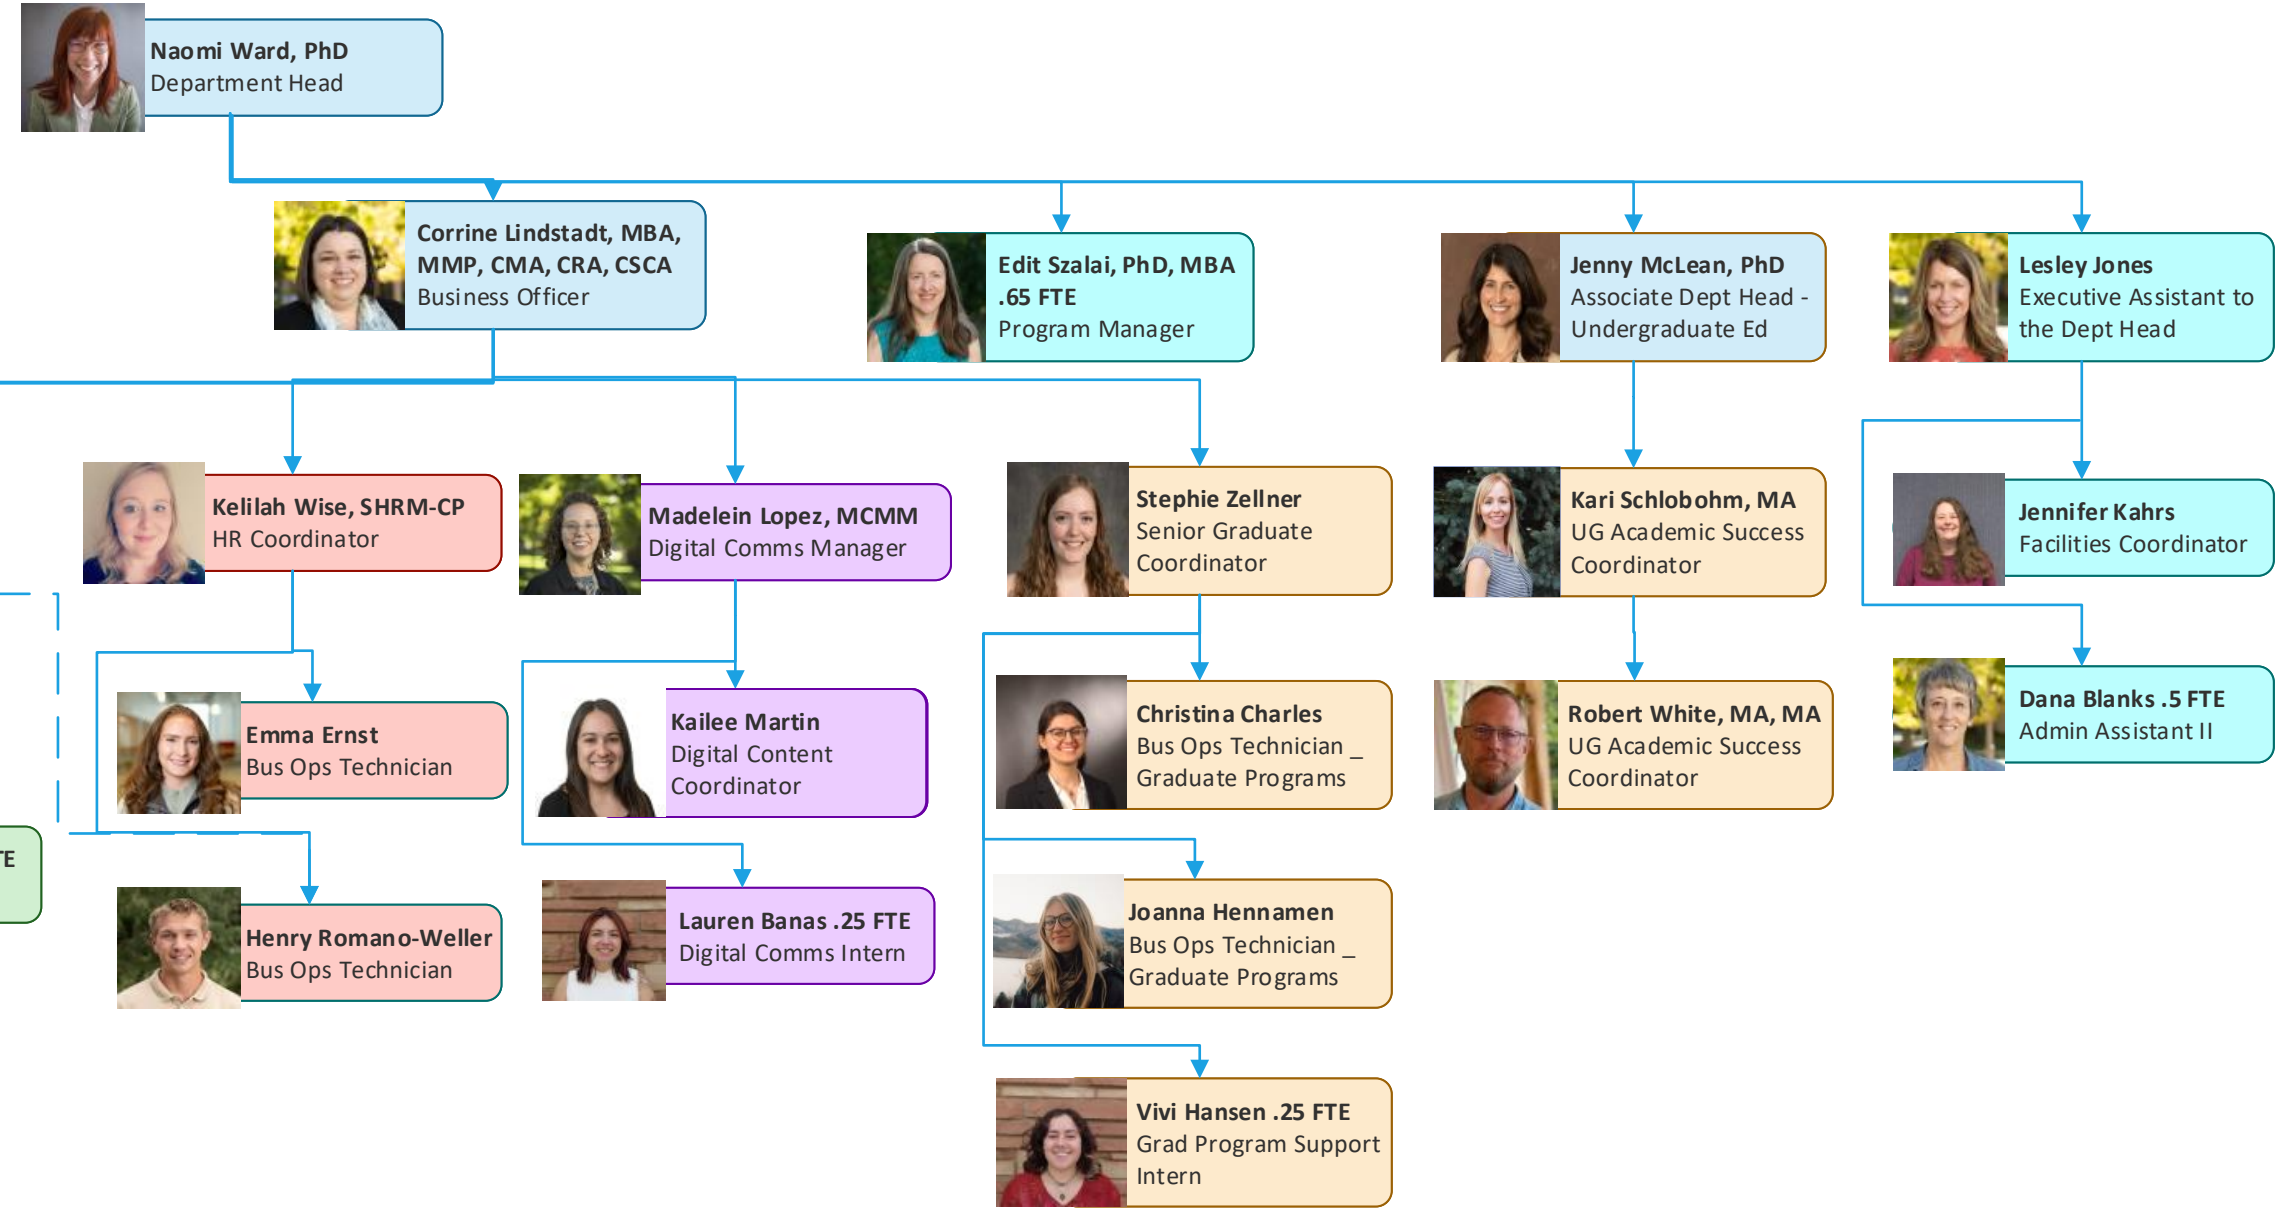 Naomi Ward, PhD
Department Head
Corrine Lindstadt, MBA,
MMP, CMA, CRA, CSCA
Business Officer
Edit Szalai, PhD, MBA
.65 FTE
Program Manager
Jenny McLean, PhD
Associate Dept Head -
Undergraduate Ed
Lesley Jones
Executive Assistant to
the Dept Head
Kelilah Wise, SHRM-CP
HR Coordinator
Madelein Lopez, MCMM
Digital Comms Manager
Stephie Zellner
Senior Graduate
Coordinator
Kari Schlobohm, MA
UG Academic Success
Coordinator
Jennifer Kahrs
Facilities Coordinator
Emma Ernst
Bus Ops Technician
Kailee Martin
Digital Content
Coordinator
Christina Charles
Bus Ops Technician _
Graduate Programs
Robert White, MA, MA
UG Academic Success
Coordinator
Dana Blanks .5 FTE
Admin Assistant II
Henry Romano-Weller
Bus Ops Technician
Lauren Banas .25 FTE
Digital Comms Intern
Joanna Hennamen
Bus Ops Technician _
Graduate Programs
Vivi Hansen .25 FTE
Grad Program Support
Intern